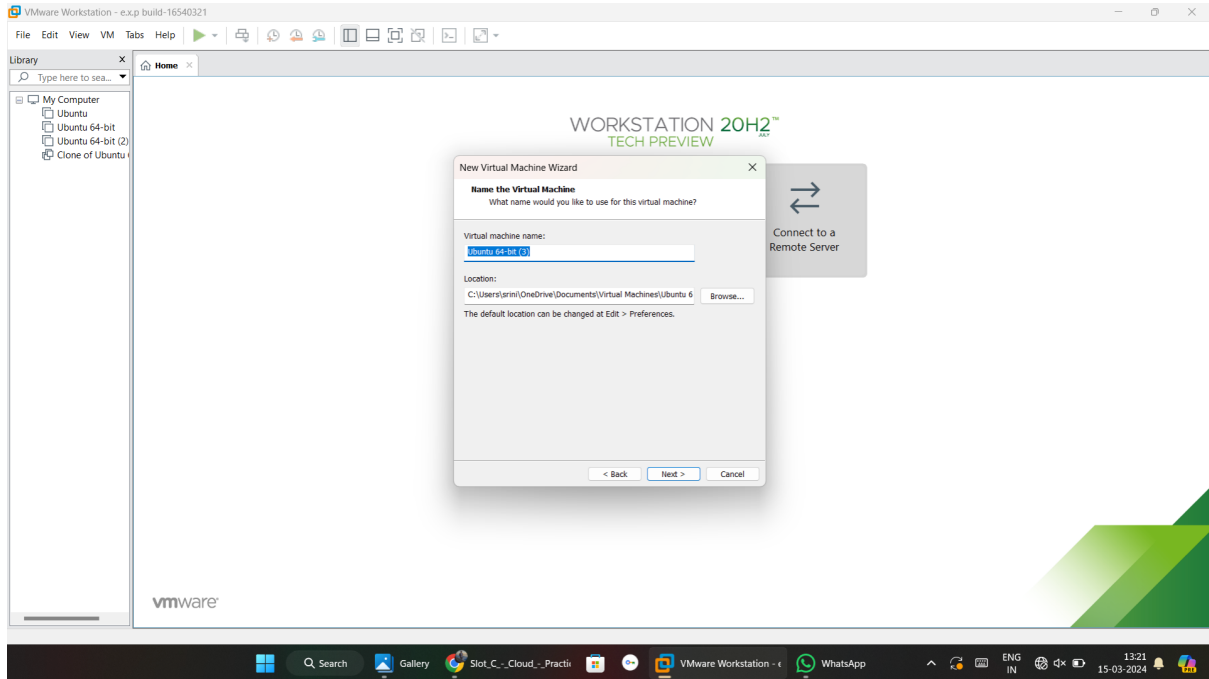 VMware Workstation - e.x.p build-16540321
File Edit View VM Tabs Help
Library X
Home
Type here to sea...
My Computer
Ubuntu
Ubuntu 64-bit
Ubuntu 64-bit (2)
Clone of Ubuntu
WORKSTATION 20H2™
JULY
TECH PREVIEW
New Virtual Machine Wizard
Name the Virtual Machine
What name would you like to use for this virtual machine?
Virtual machine name:
Ubuntu 64-bit (3)
Location:
C:\Users\srini\OneDrive\Documents\Virtual Machines\Ubuntu 6 Browse...
The default location can be changed at Edit > Preferences.
< Back Next > Cancel
Connect to a
Remote Server
vmware®
Search Gallery Slot_C_-_Cloud_-_Practi VMware Workstation - e WhatsApp
ENG
IN
13:21
15-03-2024
PRE